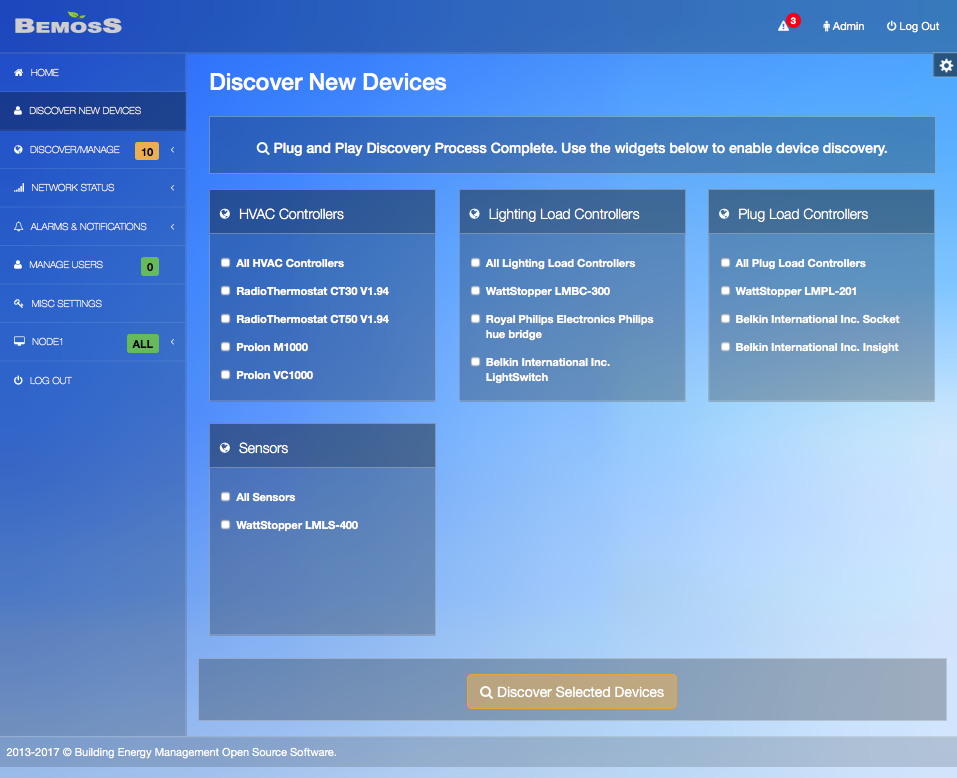 BEMOSS
3
Admin
Log Out
HOME
DISCOVER NEW DEVICES
DISCOVER/MANAGE 10
NETWORK STATUS
ALARMS & NOTIFICATIONS
MANAGE USERS 0
MISC SETTINGS
NODE1 ALL
LOG OUT
Discover New Devices
Plug and Play Discovery Process Complete. Use the widgets below to enable device discovery.
HVAC Controllers
All HVAC Controllers
RadioThermostat CT30 V1.94
RadioThermostat CT50 V1.94
Prolon M1000
Prolon VC1000
Lighting Load Controllers
All Lighting Load Controllers
WattStopper LMBC-300
Royal Philips Electronics Philips
hue bridge
Belkin International Inc.
LightSwitch
Plug Load Controllers
All Plug Load Controllers
WattStopper LMPL-201
Belkin International Inc. Socket
Belkin International Inc. Insight
Sensors
All Sensors
WattStopper LMLS-400
Discover Selected Devices
2013-2017 © Building Energy Management Open Source Software.